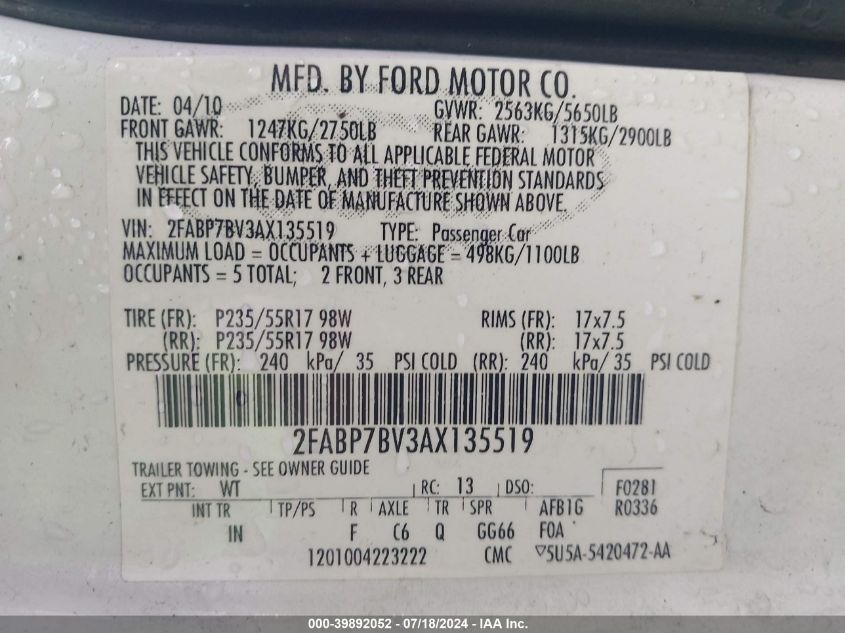 MFD. BY FORD MOTOR CO.
DATE: 04/10 GVWR: 2563KG/5650LB
FRONT GAWR: 1247KG/2750LB REAR GAWR: 1315KG/2900LB
THIS VEHICLE CONFORMS TO ALL APPLICABLE FEDERAL MOTOR
VEHICLE SAFETY, BUMPER, AND THEFT PREVENTION STANDARDS
IN EFFECT ON THE DATE OF MANUFACTURE SHOWN ABOVE.
VIN: 2FABP7BV3AX135519 TYPE: Passenger Car
MAXIMUM LOAD = OCCUPANTS + LUGGAGE = 498KG/1100LB
OCCUPANTS = 5 TOTAL; 2 FRONT, 3 REAR
TIRE (FR): P235/55R17 98W RIMS (FR): 17x7.5
(RR): P235/55R17 98W (RR): 17x7.5
PRESSURE (FR): 240 kPa/ 35 PSI COLD (RR): 240 kPa/ 35 PSI COLD
2FABP7BV3AX135519
TRAILER TOWING - SEE OWNER GUIDE
EXT PNT: WT RC: 13 DSO: F0281
INT TR TP/PS R AXLE TR SPR AFB1G R0336
IN F C6 Q GG66 FOA
1201004223222 CMC ▽5U5A-5420472-AA
000-39892052 - 07/18/2024 - IAA Inc.